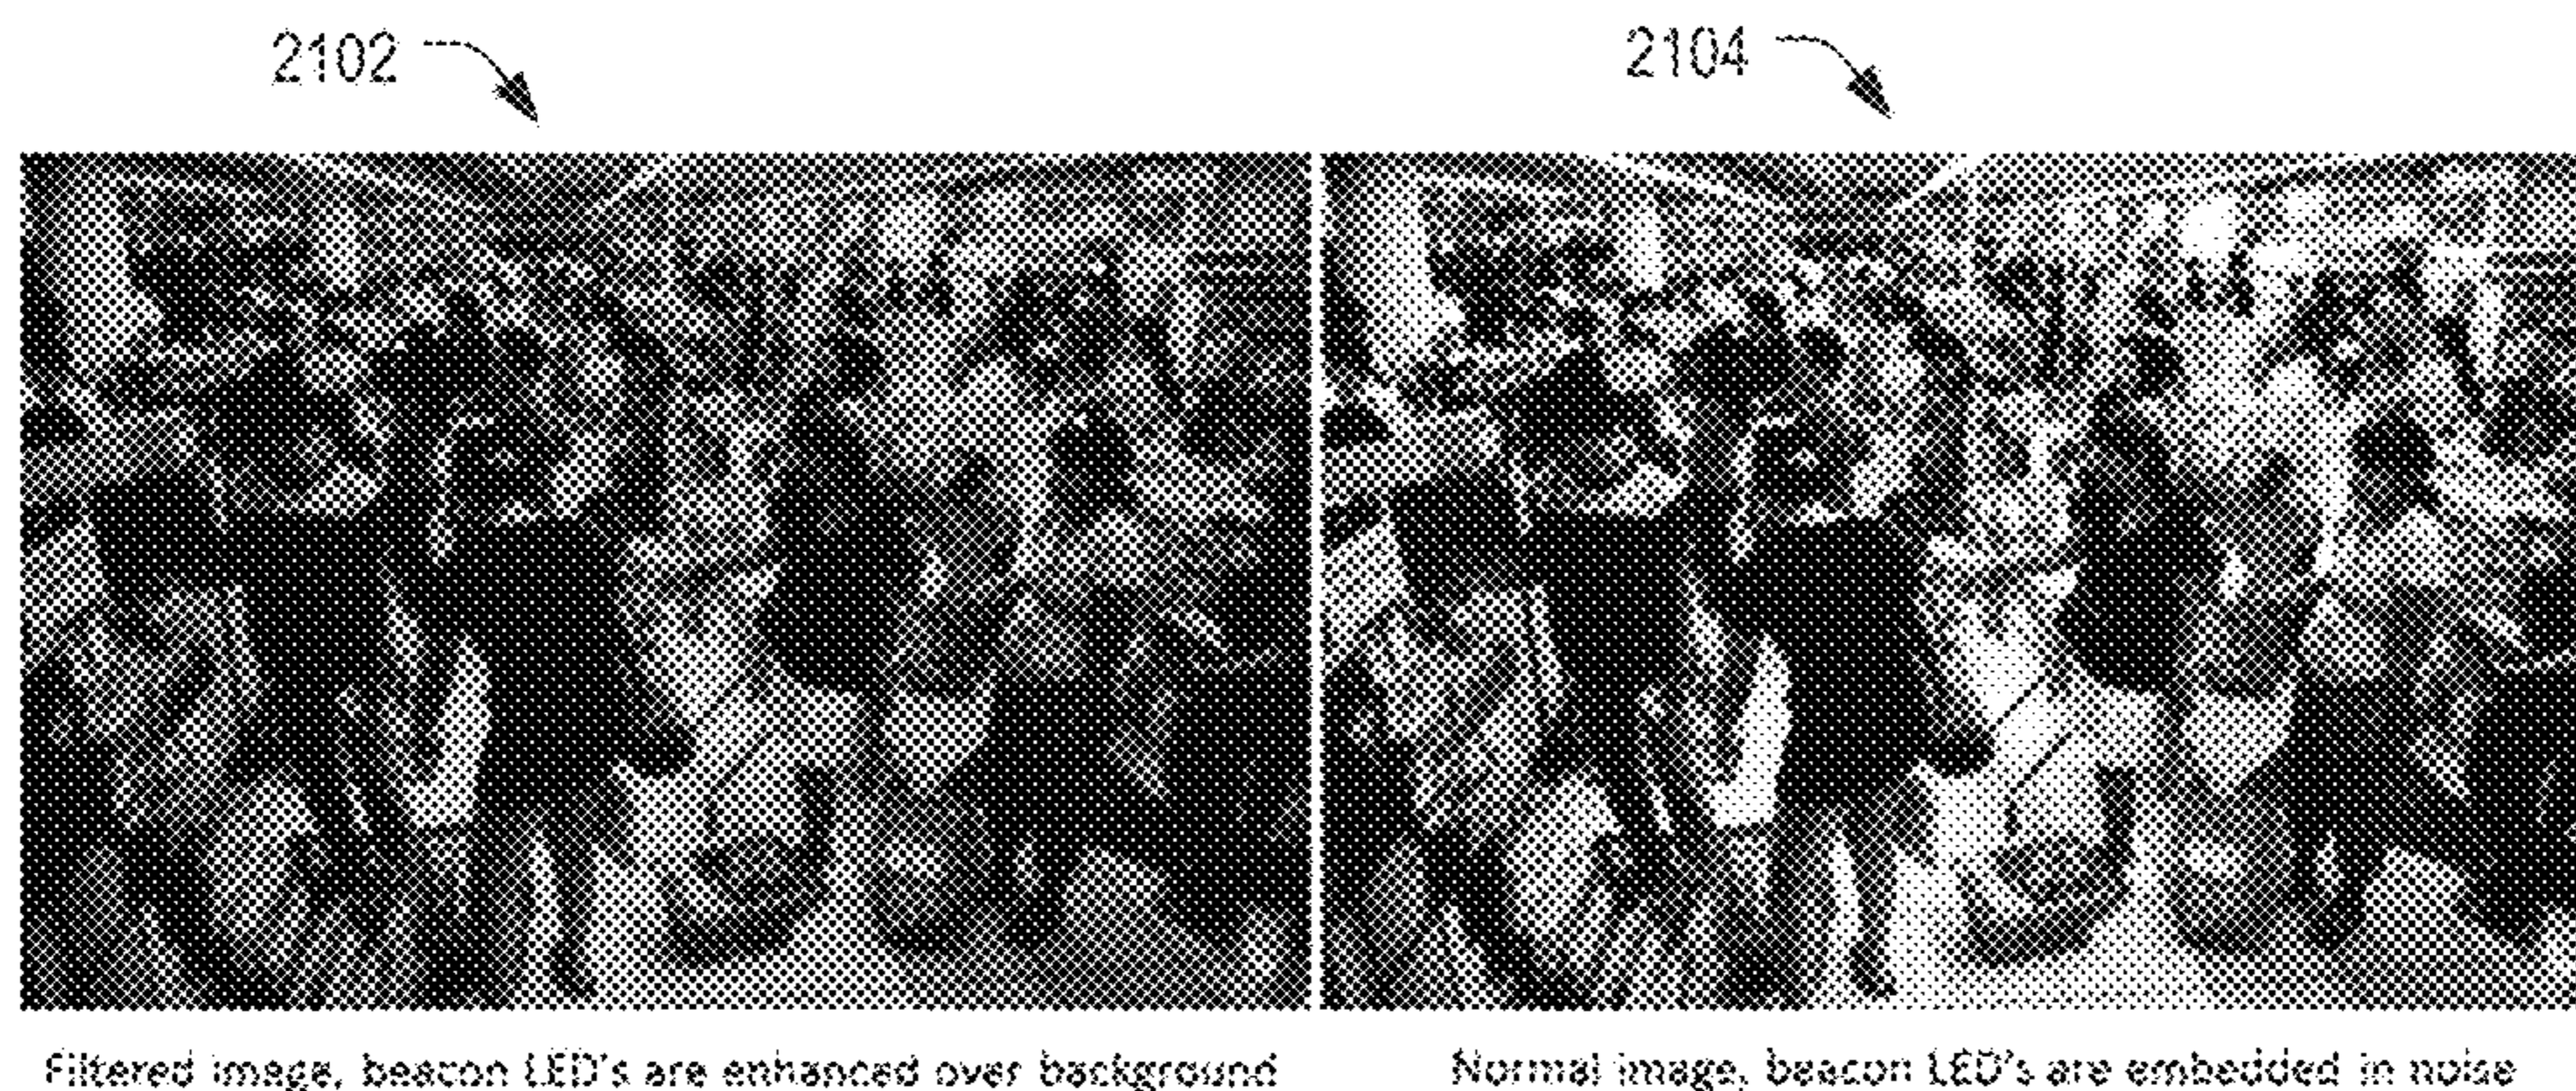 2102
2104
Filtered image, beacon LED's are enhanced over background
Normal image, beacon LED's are embedded in noise